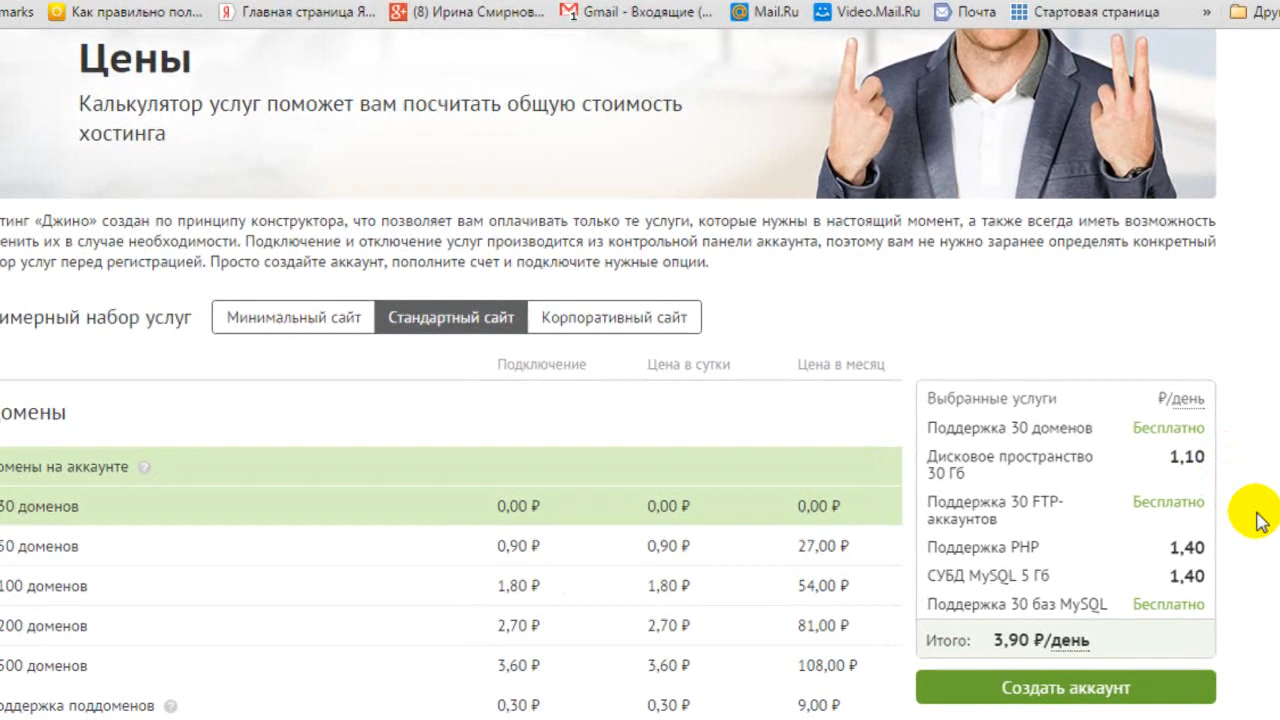 marks Как правильно пол... Главная страница Я... (8) Ирина Смирнов... Gmail - Входящие (... Mail.Ru Video.Mail.Ru Почта Стартовая страница » Дру
Цены
Калькулятор услуг поможет вам посчитать общую стоимость
хостинга
тинг «Джино» создан по принципу конструктора, что позволяет вам оплачивать только те услуги, которые нужны в настоящий момент, а также всегда иметь возможность
енить их в случае необходимости. Подключение и отключение услуг производится из контрольной панели аккаунта, поэтому вам не нужно заранее определять конкретный
ор услуг перед регистрацией. Просто создайте аккаунт, пополните счет и подключите нужные опции.
имерный набор услуг Минимальный сайт Стандартный сайт Корпоративный сайт
Подключение Цена в сутки Цена в месяц
омены
омены на аккаунте ?
30 доменов 0,00 ₽ 0,00 ₽ 0,00 ₽
50 доменов 0,90 ₽ 0,90 ₽ 27,00 ₽
100 доменов 1,80 ₽ 1,80 ₽ 54,00 ₽
200 доменов 2,70 ₽ 2,70 ₽ 81,00 ₽
500 доменов 3,60 ₽ 3,60 ₽ 108,00 ₽
оддержка поддоменов ? 0,30 ₽ 0,30 ₽ 9,00 ₽
Выбранные услуги ₽/день
Поддержка 30 доменов Бесплатно
Дисковое пространство 1,10
30 Гб
Поддержка 30 FTP- Бесплатно
аккаунтов
Поддержка PHP 1,40
СУБД MySQL 5 Гб 1,40
Поддержка 30 баз MySQL Бесплатно
Итого: 3,90 ₽/день
Создать аккаунт